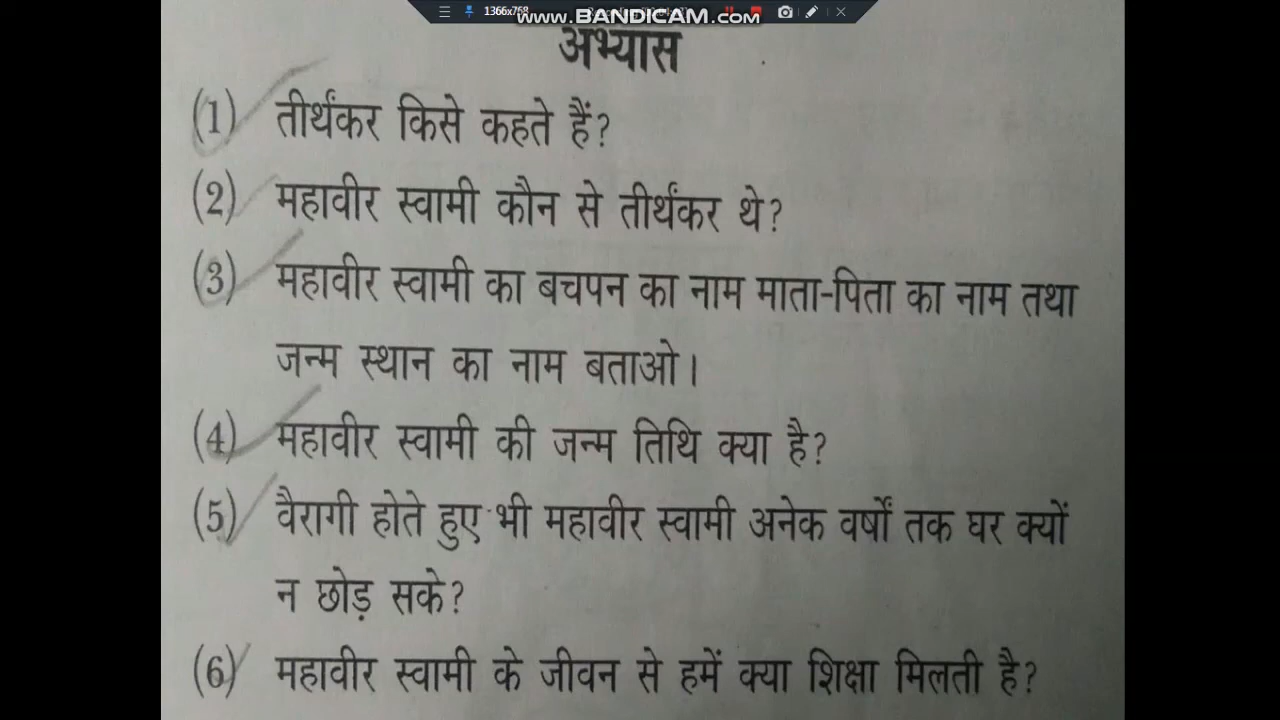 1366x768
www.BANDICAM.com
अभ्यास
(1) तीर्थंकर किसे कहते हैं?
(2) महावीर स्वामी कौन से तीर्थंकर थे?
(3) महावीर स्वामी का बचपन का नाम माता-पिता का नाम तथा
जन्म स्थान का नाम बताओ।
(4) महावीर स्वामी की जन्म तिथि क्या है?
(5) वैरागी होते हुए भी महावीर स्वामी अनेक वर्षों तक घर क्यों
न छोड़ सके?
(6) महावीर स्वामी के जीवन से हमें क्या शिक्षा मिलती है?